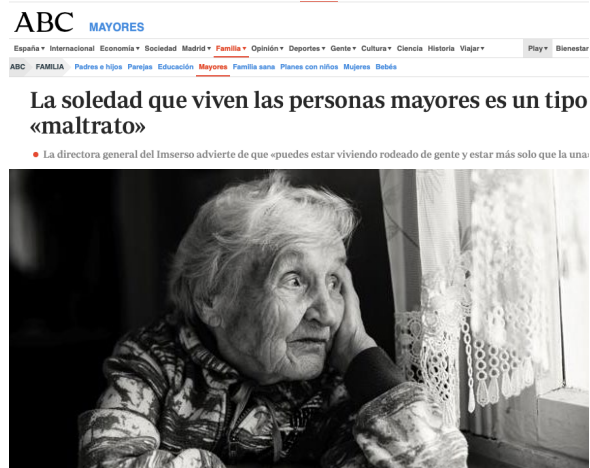 ABC MAYORES
España Internacional Economía Sociedad Madrid Familia Opinión Deportes Gente Cultura Ciencia Historia Viajar Play Bienestar
ABC FAMILIA Padres e hijos Parejas Educación Mayores Familia sana Planes con niños Mujeres Bebés
La soledad que viven las personas mayores es un tipo
«maltrato»
La directora general del Imserso advierte de que «puedes estar viviendo rodeado de gente y estar más solo que la una»